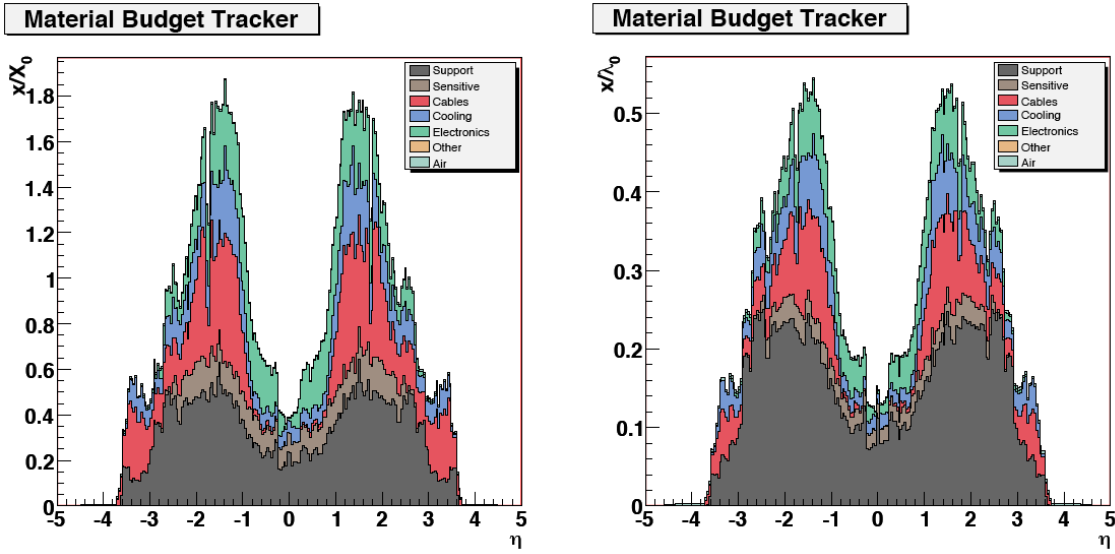 Material Budget Tracker
x/X0
Support
Sensitive
Cables
Cooling
Electronics
Other
Air
1.8
1.6
1.4
1.2
1
0.8
0.6
0.4
0.2
0
-5 -4 -3 -2 -1 0 1 2 3 4 5
η
Material Budget Tracker
x/λ0
Support
Sensitive
Cables
Cooling
Electronics
Other
Air
0.5
0.4
0.3
0.2
0.1
0
-5 -4 -3 -2 -1 0 1 2 3 4 5
η